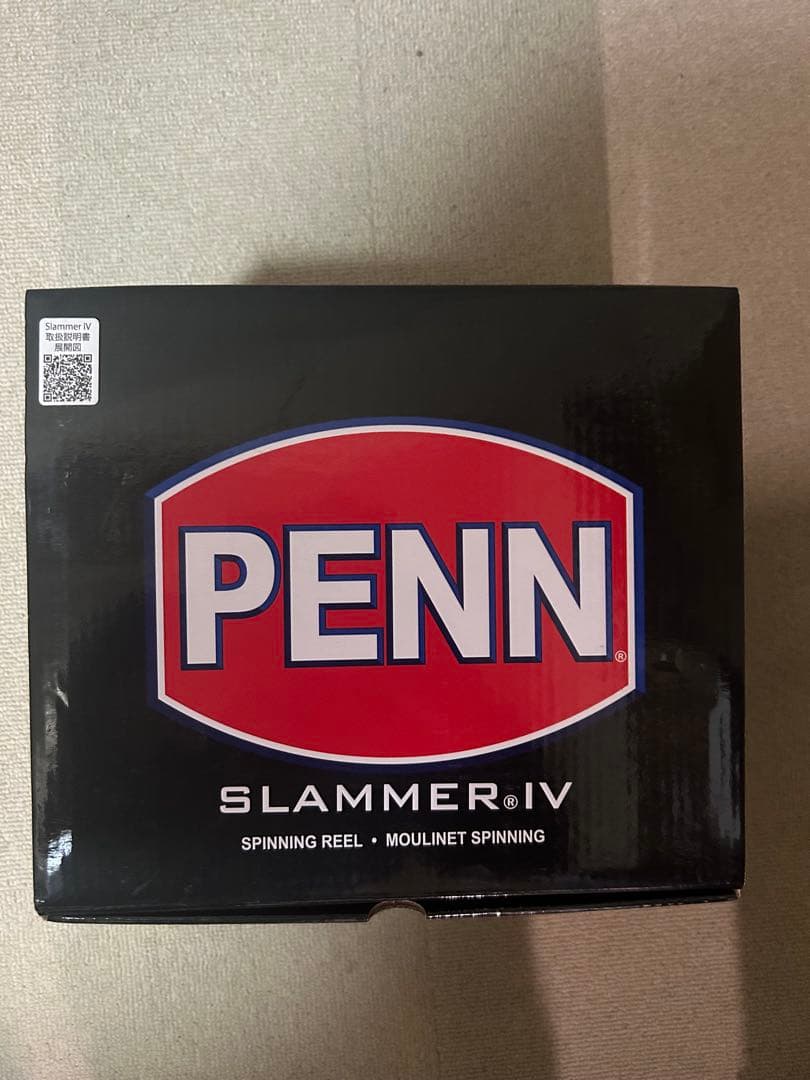 Slammer IV
取扱説明書
展開図
PENN®
SLAMMER®IV
SPINNING REEL • MOULINET SPINNING